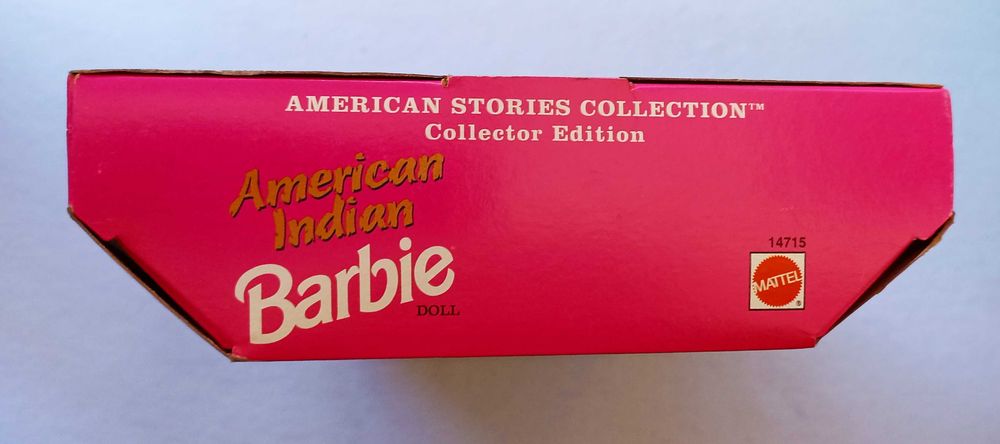 AMERICAN STORIES COLLECTION™
Collector Edition
American
Indian
Barbie
DOLL
14715
MATTEL
®